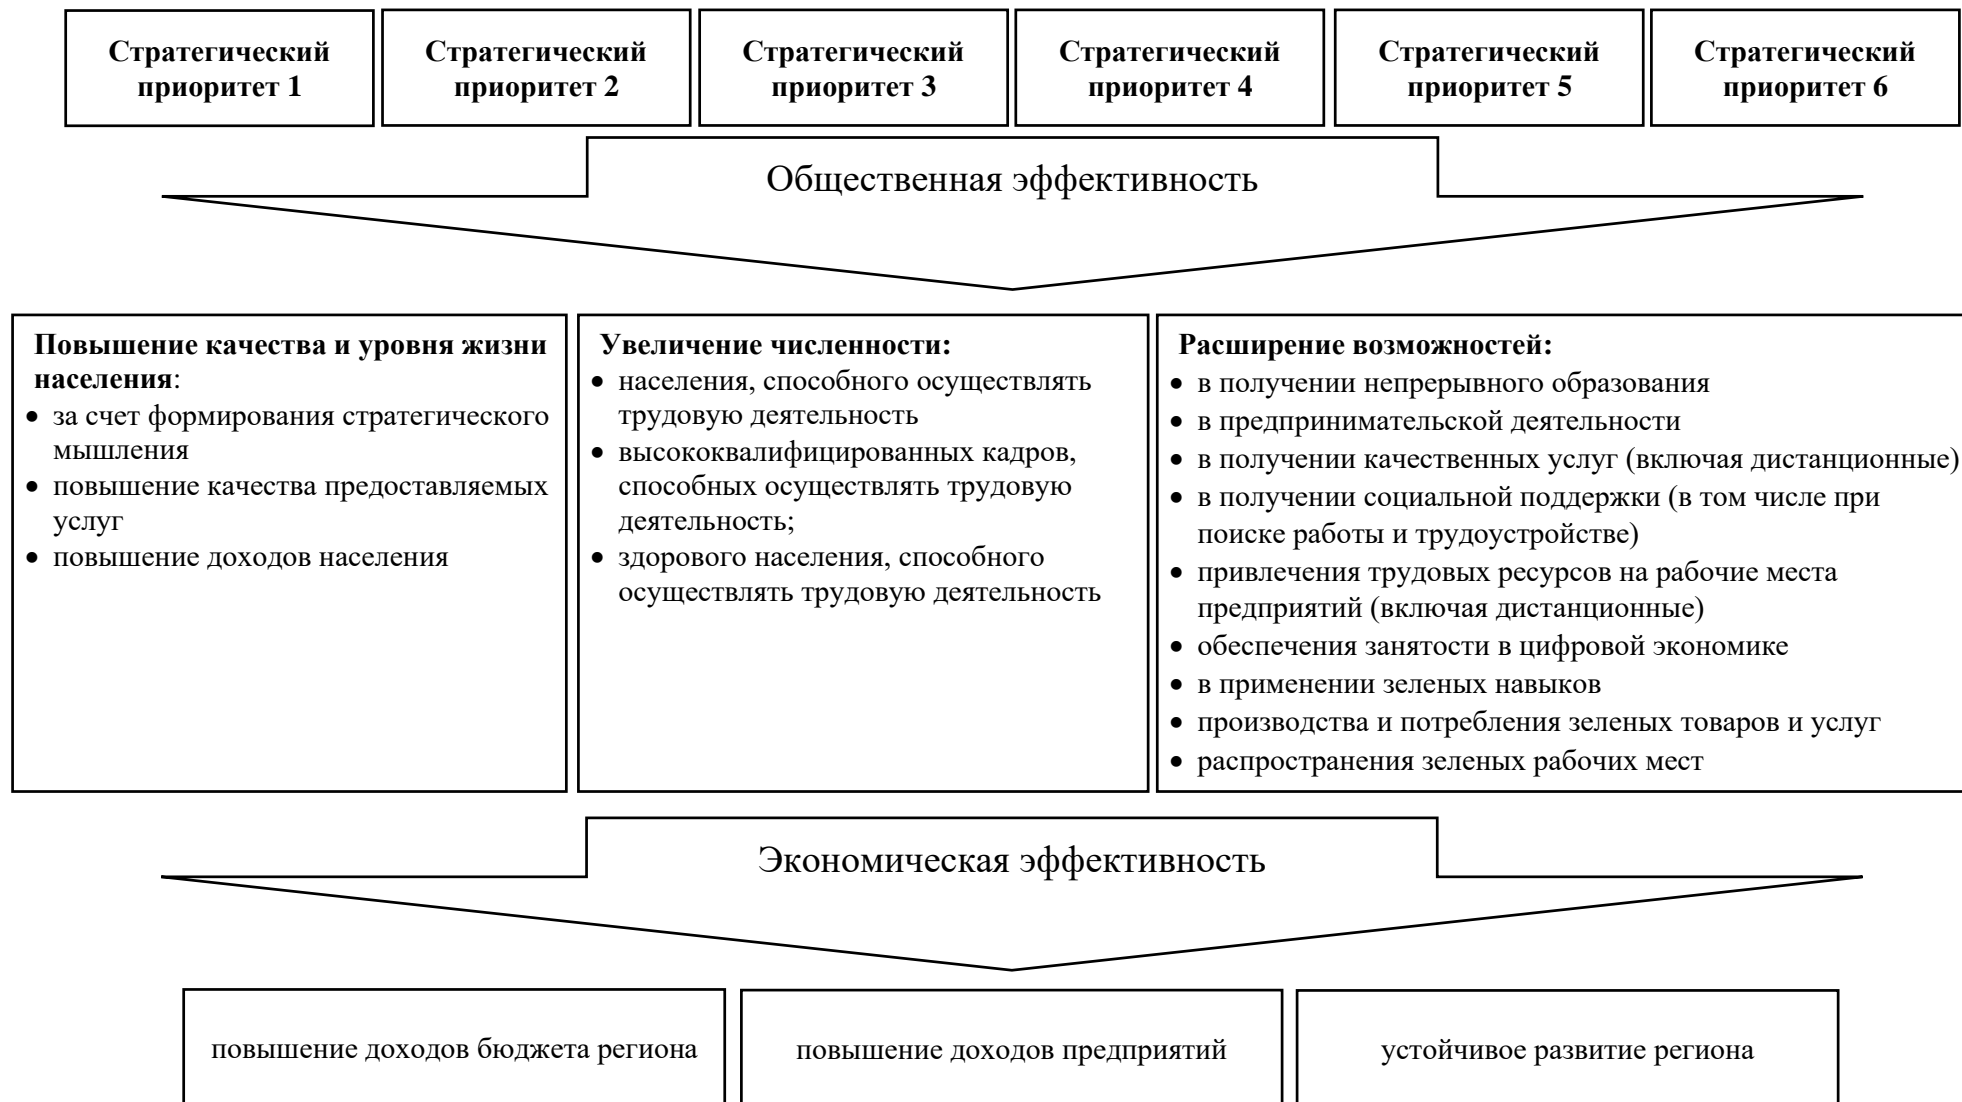 Стратегический
приоритет 1
Стратегический
приоритет 2
Стратегический
приоритет 3
Стратегический
приоритет 4
Стратегический
приоритет 5
Стратегический
приоритет 6
Общественная эффективность
Повышение качества и уровня жизни
населения:
• за счет формирования стратегического
мышления
• повышение качества предоставляемых
услуг
• повышение доходов населения
Увеличение численности:
• населения, способного осуществлять
трудовую деятельность
• высококвалифицированных кадров,
способных осуществлять трудовую
деятельность;
• здорового населения, способного
осуществлять трудовую деятельность
Расширение возможностей:
• в получении непрерывного образования
• в предпринимательской деятельности
• в получении качественных услуг (включая дистанционные)
• в получении социальной поддержки (в том числе при
поиске работы и трудоустройстве)
• привлечения трудовых ресурсов на рабочие места
предприятий (включая дистанционные)
• обеспечения занятости в цифровой экономике
• в применении зеленых навыков
• производства и потребления зеленых товаров и услуг
• распространения зеленых рабочих мест
Экономическая эффективность
повышение доходов бюджета региона
повышение доходов предприятий
устойчивое развитие региона